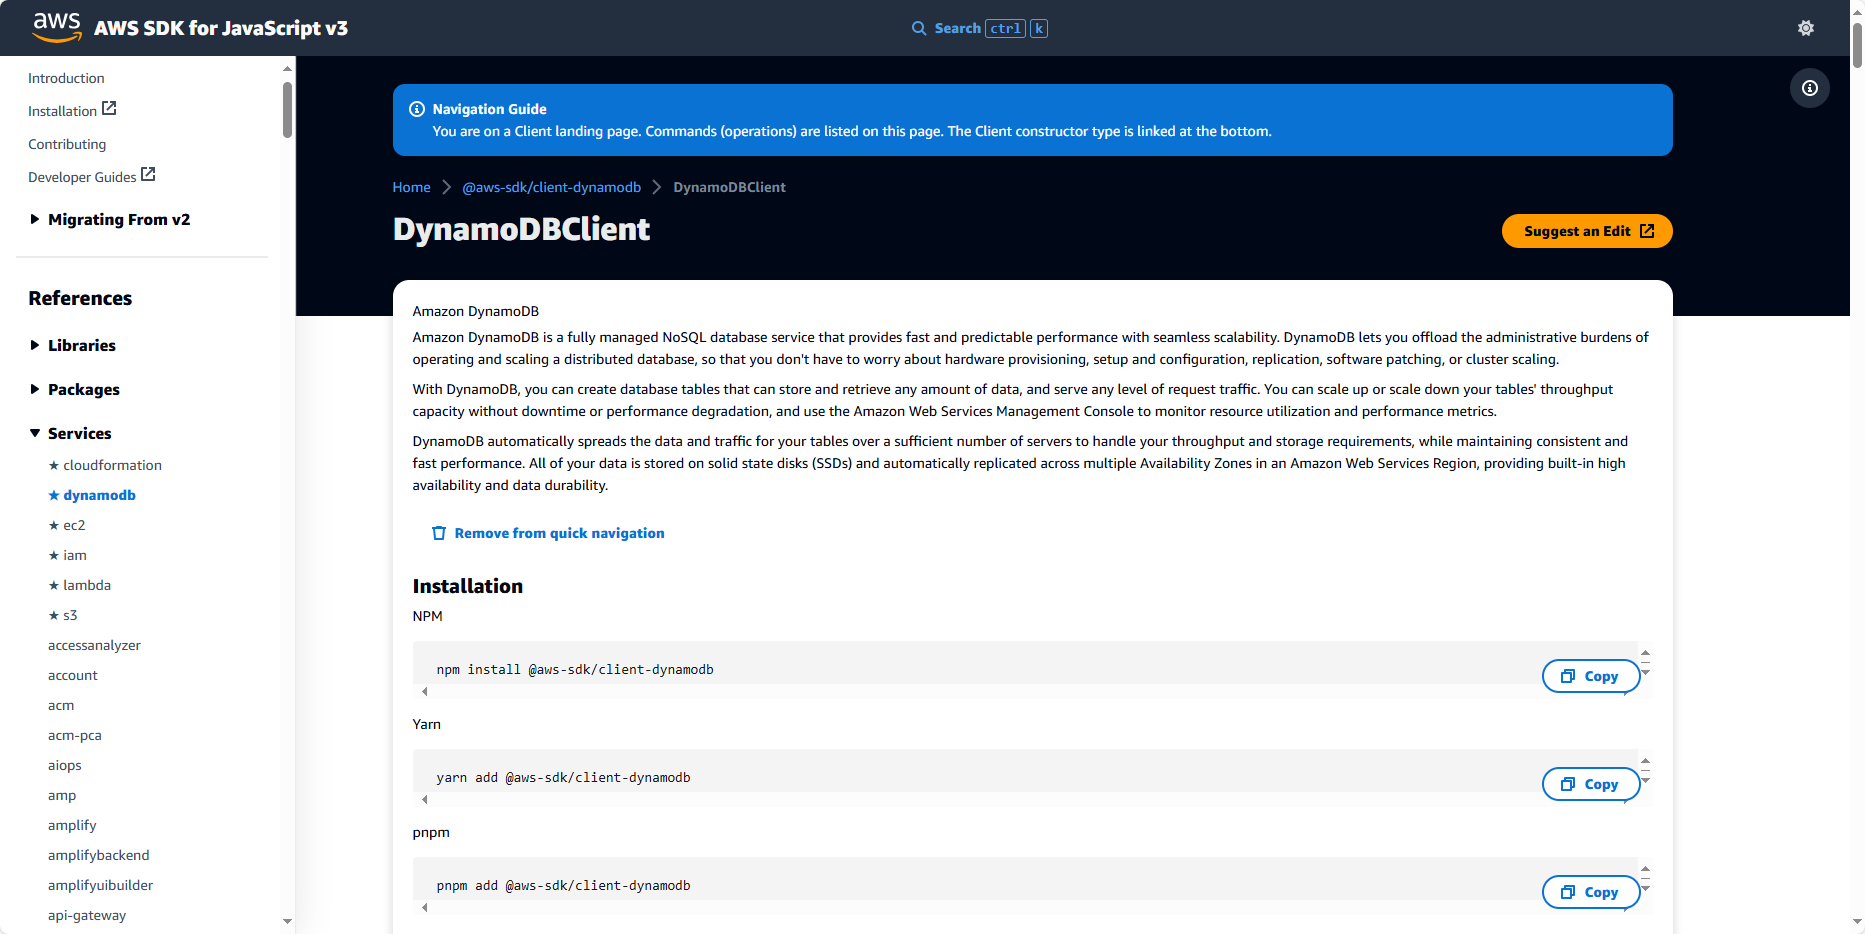 aws AWS SDK for JavaScript v3
Search ctrl k
Introduction
Installation
Contributing
Developer Guides
Migrating From v2
References
Libraries
Packages
Services
★ cloudformation
★ dynamodb
★ ec2
★ iam
★ lambda
★ s3
accessanalyzer
account
acm
acm-pca
aiops
amp
amplify
amplifybackend
amplifyuibuilder
api-gateway
Navigation Guide
You are on a Client landing page. Commands (operations) are listed on this page. The Client constructor type is linked at the bottom.
Home > @aws-sdk/client-dynamodb > DynamoDBClient
DynamoDBClient
Suggest an Edit
Amazon DynamoDB
Amazon DynamoDB is a fully managed NoSQL database service that provides fast and predictable performance with seamless scalability. DynamoDB lets you offload the administrative burdens of
operating and scaling a distributed database, so that you don't have to worry about hardware provisioning, setup and configuration, replication, software patching, or cluster scaling.
With DynamoDB, you can create database tables that can store and retrieve any amount of data, and serve any level of request traffic. You can scale up or scale down your tables' throughput
capacity without downtime or performance degradation, and use the Amazon Web Services Management Console to monitor resource utilization and performance metrics.
DynamoDB automatically spreads the data and traffic for your tables over a sufficient number of servers to handle your throughput and storage requirements, while maintaining consistent and
fast performance. All of your data is stored on solid state disks (SSDs) and automatically replicated across multiple Availability Zones in an Amazon Web Services Region, providing built-in high
availability and data durability.
Remove from quick navigation
Installation
NPM
npm install @aws-sdk/client-dynamodb
Copy
Yarn
yarn add @aws-sdk/client-dynamodb
Copy
pnpm
pnpm add @aws-sdk/client-dynamodb
Copy